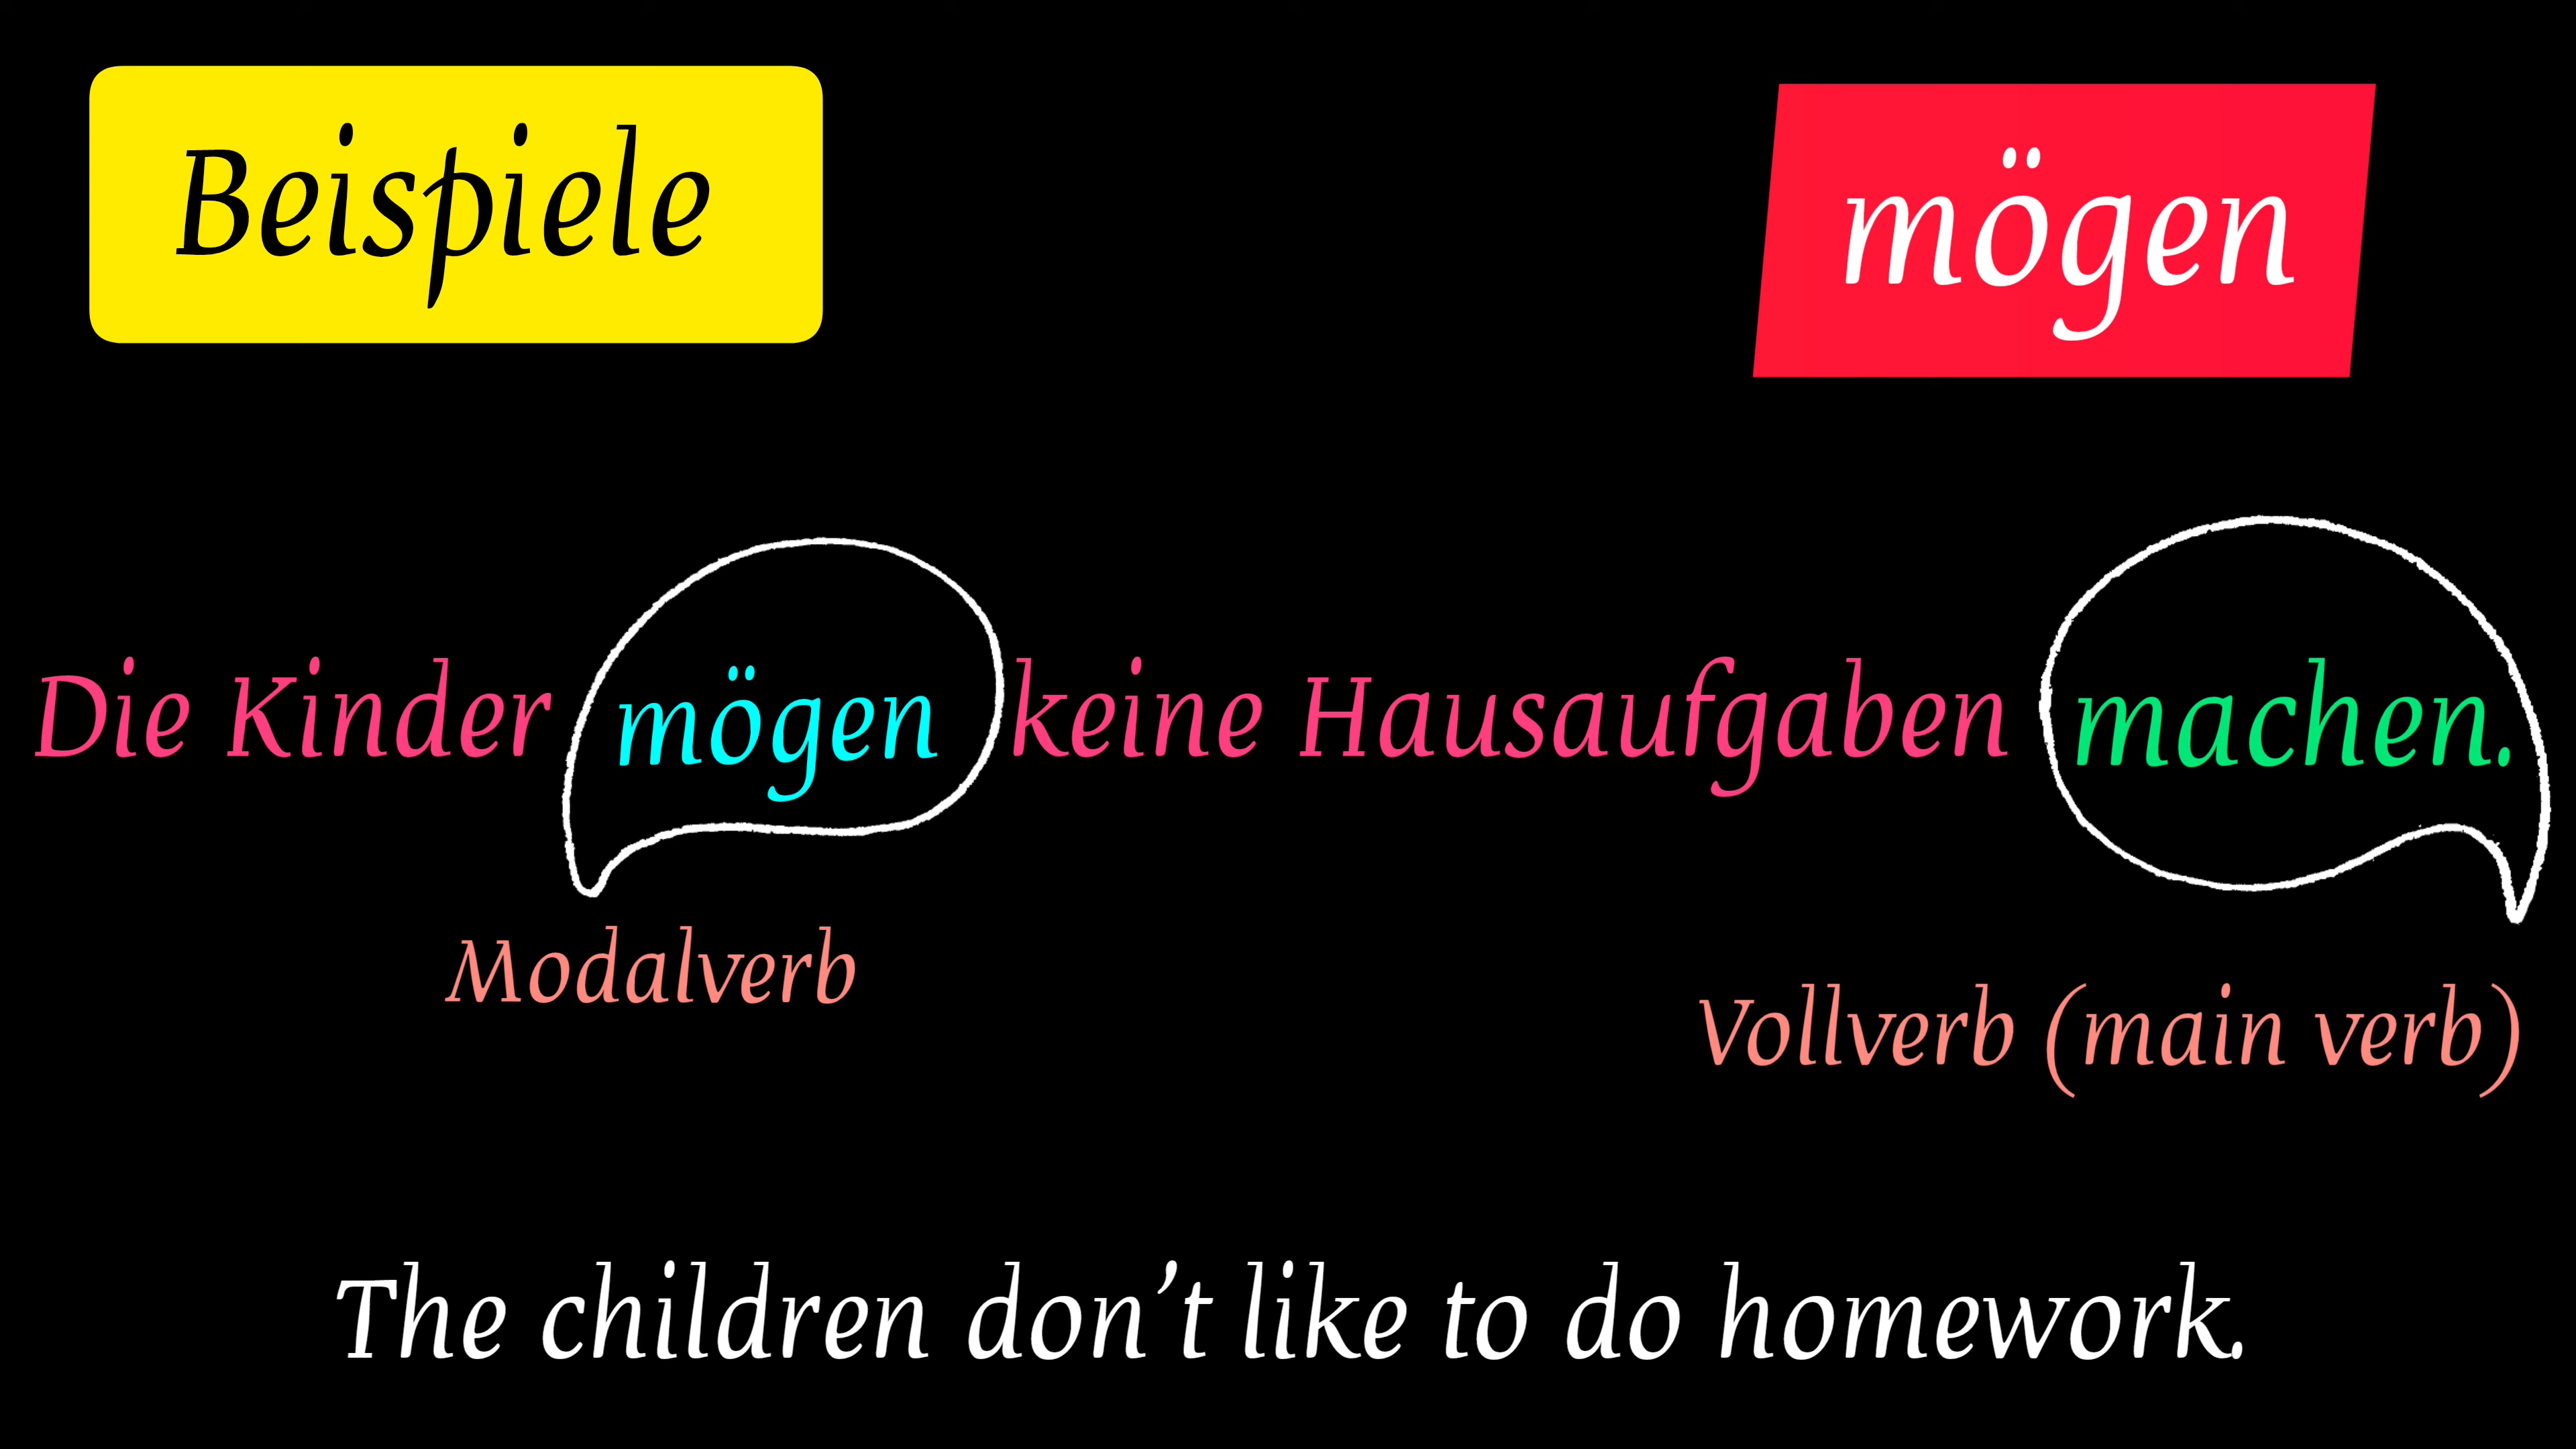 Beispiele
mögen
Die Kinder mögen keine Hausaufgaben machen.
Modalverb
Vollverb (main verb)
The children don’t like to do homework.